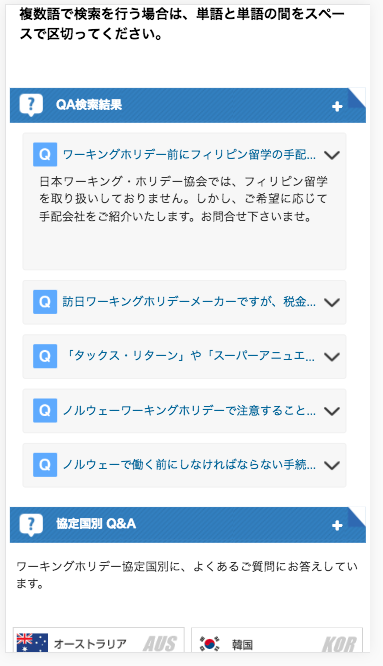 複数語で検索を行う場合は、単語と単語の間をスペー
スで区切ってください。
? QA検索結果 +
Q ワーキングホリデー前にフィリピン留学の手配...
日本ワーキング・ホリデー協会では、フィリピン留学
を取り扱いしておりません。しかし、ご希望に応じて
手配会社をご紹介いたします。お問合せ下さいませ。
Q 訪日ワーキングホリデーメーカーですが、税金...
Q 「タックス・リターン」や「スーパーアニュエ...
Q ノルウェーワーキングホリデーで注意すること...
Q ノルウェーで働く前にしなければならない手続...
? 協定国別 Q&A +
ワーキングホリデー協定国別に、よくあるご質問にお答えしてい
ます。
オーストラリア AUS 韓国 KOR